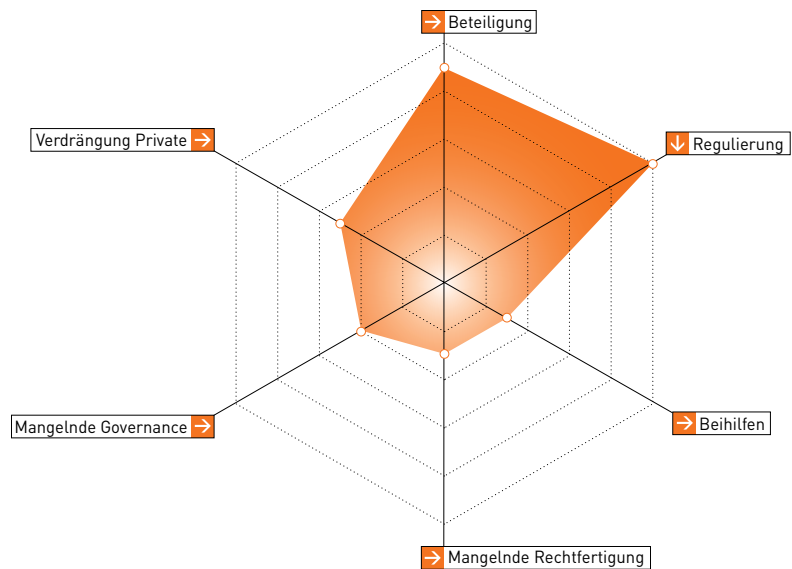 Beteiligung
Verdrängung Private
Regulierung
Mangelnde Governance
Beihilfen
Mangelnde Rechtfertigung